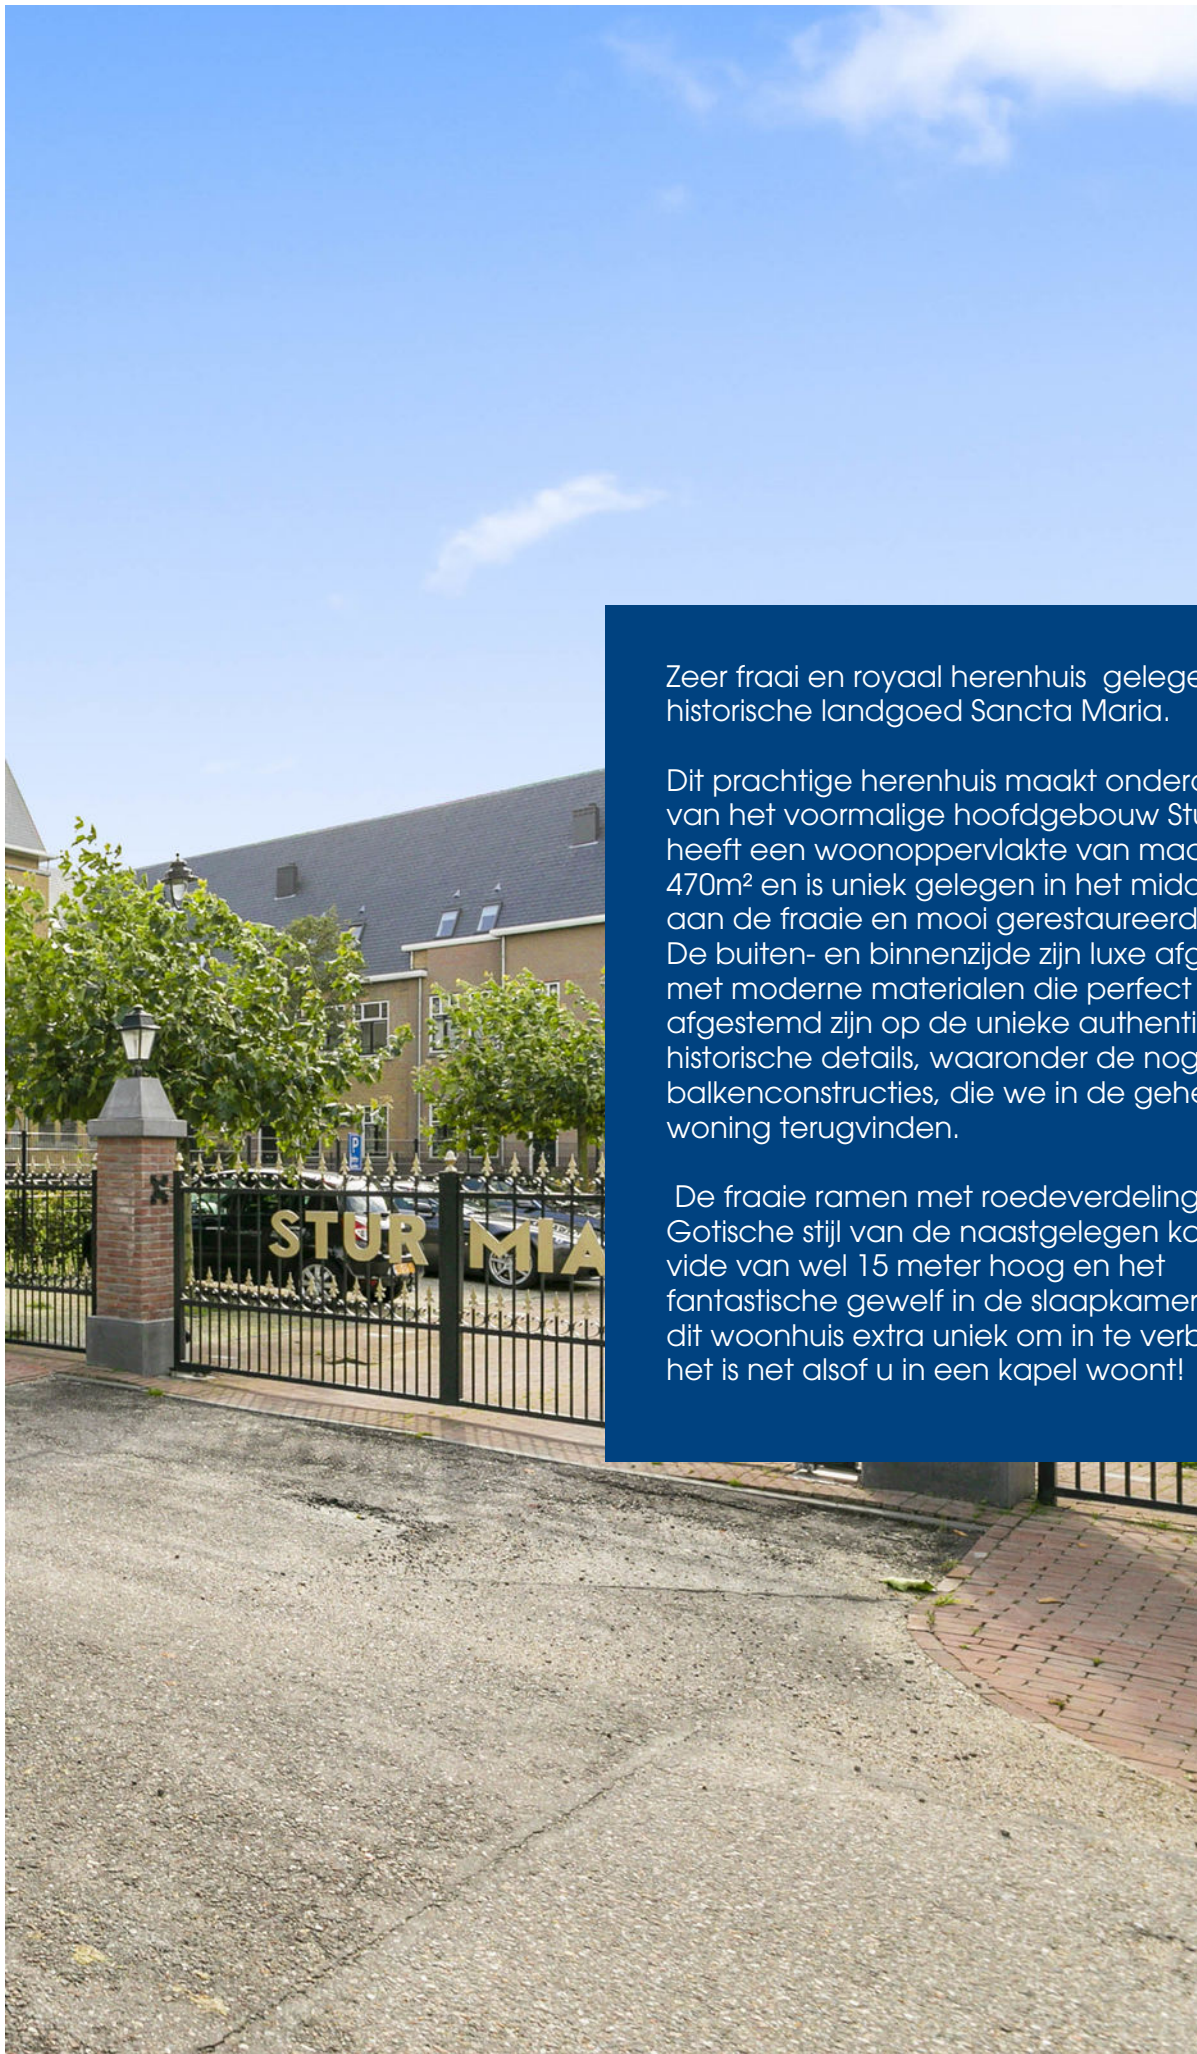 Zeer fraai en royaal herenhuis
historische landgoed Sancta Maria.
Dit prachtige herenhuis maakt
van het voormalige hoofdgebouw
heeft een woonoppervlakte van
470m² en is uniek gelegen in het
aan de fraaie en mooi
De buiten- en binnenzijde zijn luxe
met moderne materialen die perfect
afgestemd zijn op de unieke
historische details, waaronder de nog
balkenconstructies, die we in de
woning terugvinden.
De fraaie ramen met roedeverdeling
Gotische stijl van de naastgelegen
vide van wel 15 meter hoog en het
fantastische gewelf in de
dit woonhuis extra uniek om in te
het is net alsof u in een kapel woont!
P
STUR MIA